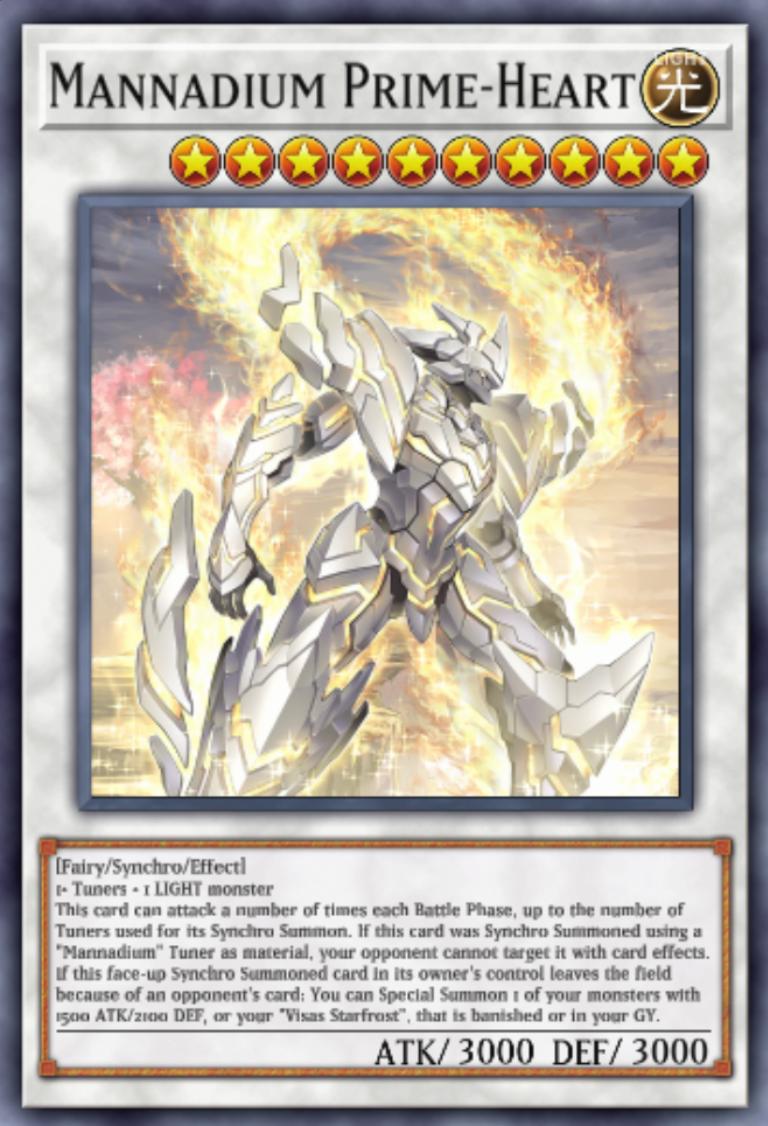 MANNADIUM PRIME-HEART
LIGHT
光
[Fairy/Synchro/Effect]
1+ Tuners + 1 LIGHT monster
This card can attack a number of times each Battle Phase, up to the number of
Tuners used for its Synchro Summon. If this card was Synchro Summoned using a
"Mannadium" Tuner as material, your opponent cannot target it with card effects.
If this face-up Synchro Summoned card in its owner's control leaves the field
because of an opponent's card: You can Special Summon 1 of your monsters with
1500 ATK/2100 DEF, or your "Visas Starfrost", that is banished or in your GY.
ATK/ 3000 DEF/ 3000